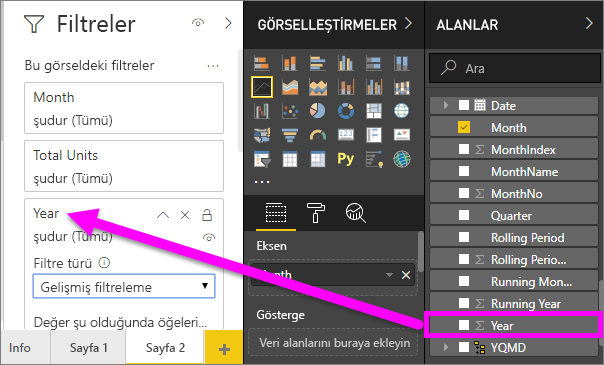 Filtreler
Bu görseldeki filtreler
Month
şudur (Tümü)
Total Units
şudur (Tümü)
Year
şudur (Tümü)
Filtre türü
Gelişmiş filtreleme
Değer şu olduğunda öğeleri...
Info
Sayfa 1
Sayfa 2
+
GÖRSELLEŞTİRMELER
Py
...
Eksen
Month
Gösterge
Veri alanlarını buraya ekleyin
ALANLAR
Ara
Date
Month
MonthIndex
MonthName
MonthNo
Quarter
Rolling Period
Rolling Perio...
Running Mon...
Running Year
Year
YQMD